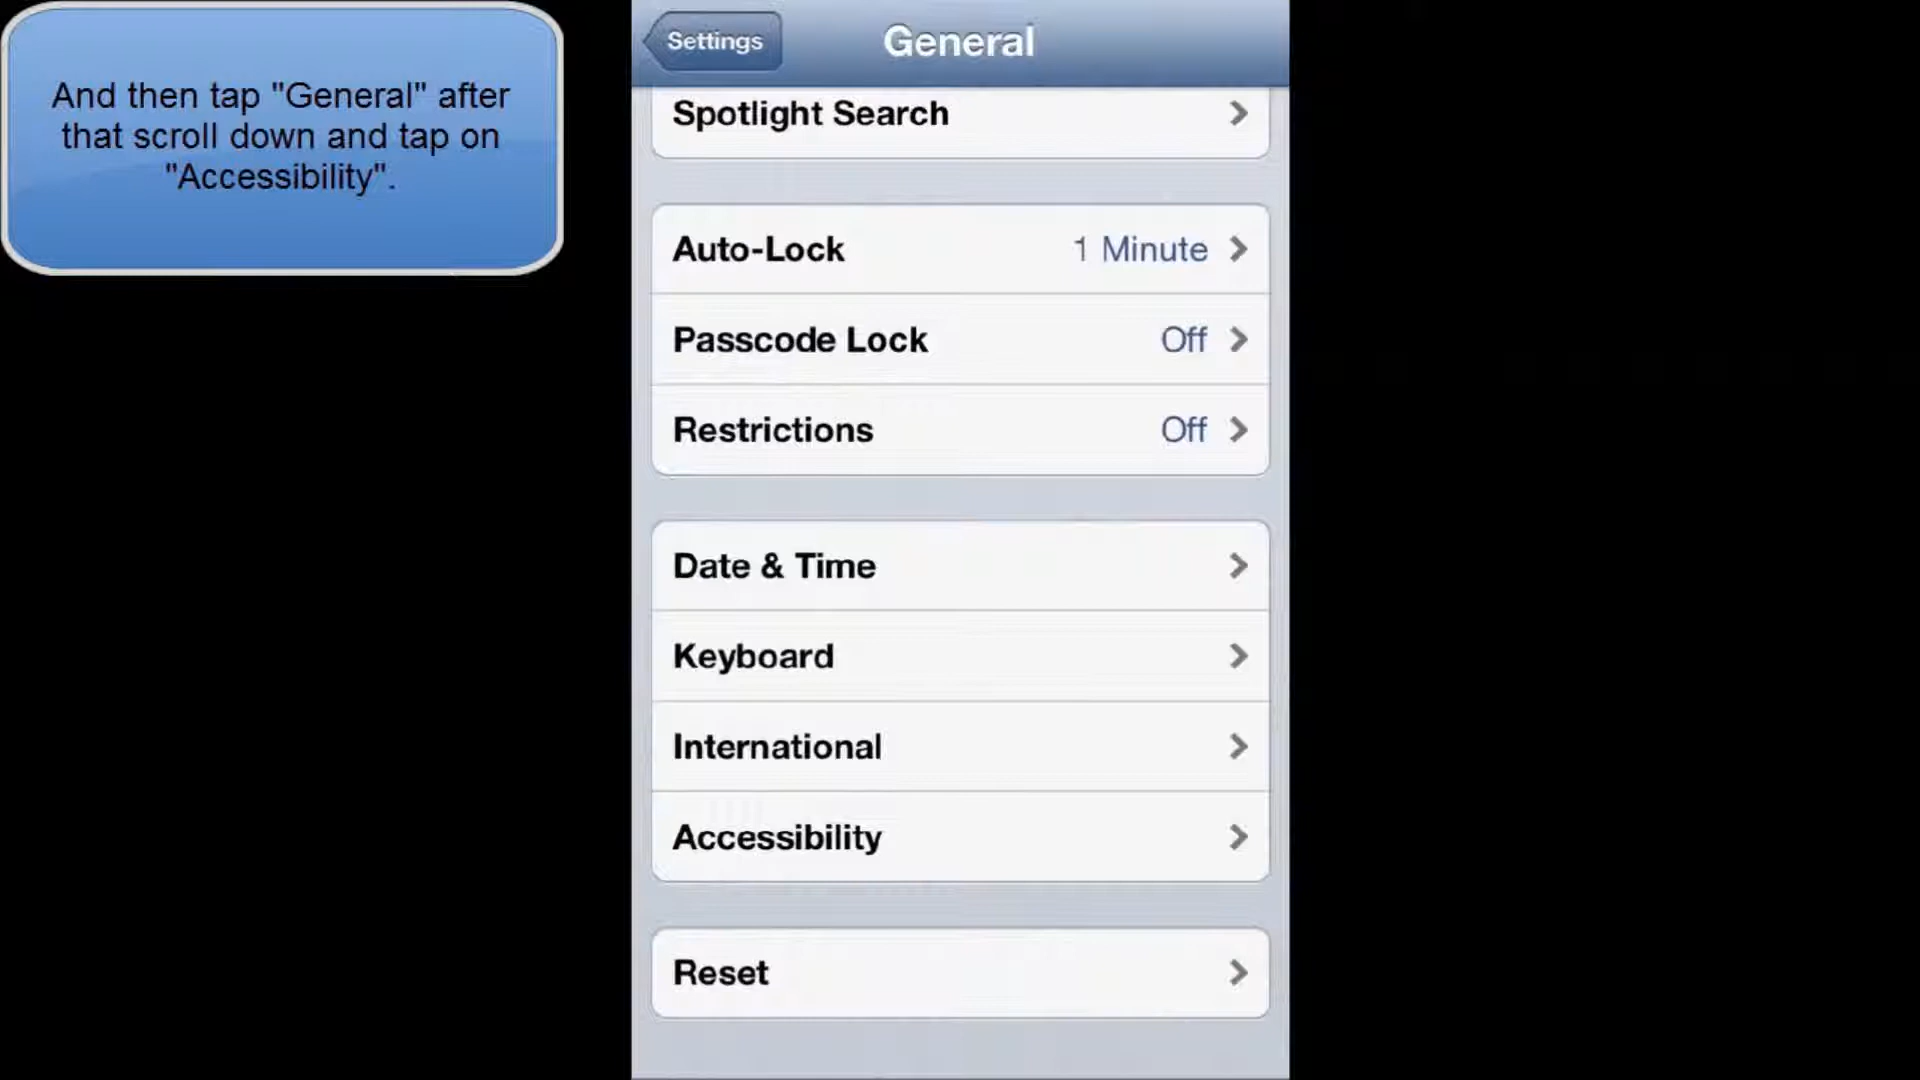 And then tap "General" after
that scroll down and tap on
"Accessibility".
Settings
General
Spotlight Search
Auto-Lock 1 Minute
Passcode Lock Off
Restrictions Off
Date & Time
Keyboard
International
Accessibility
Reset